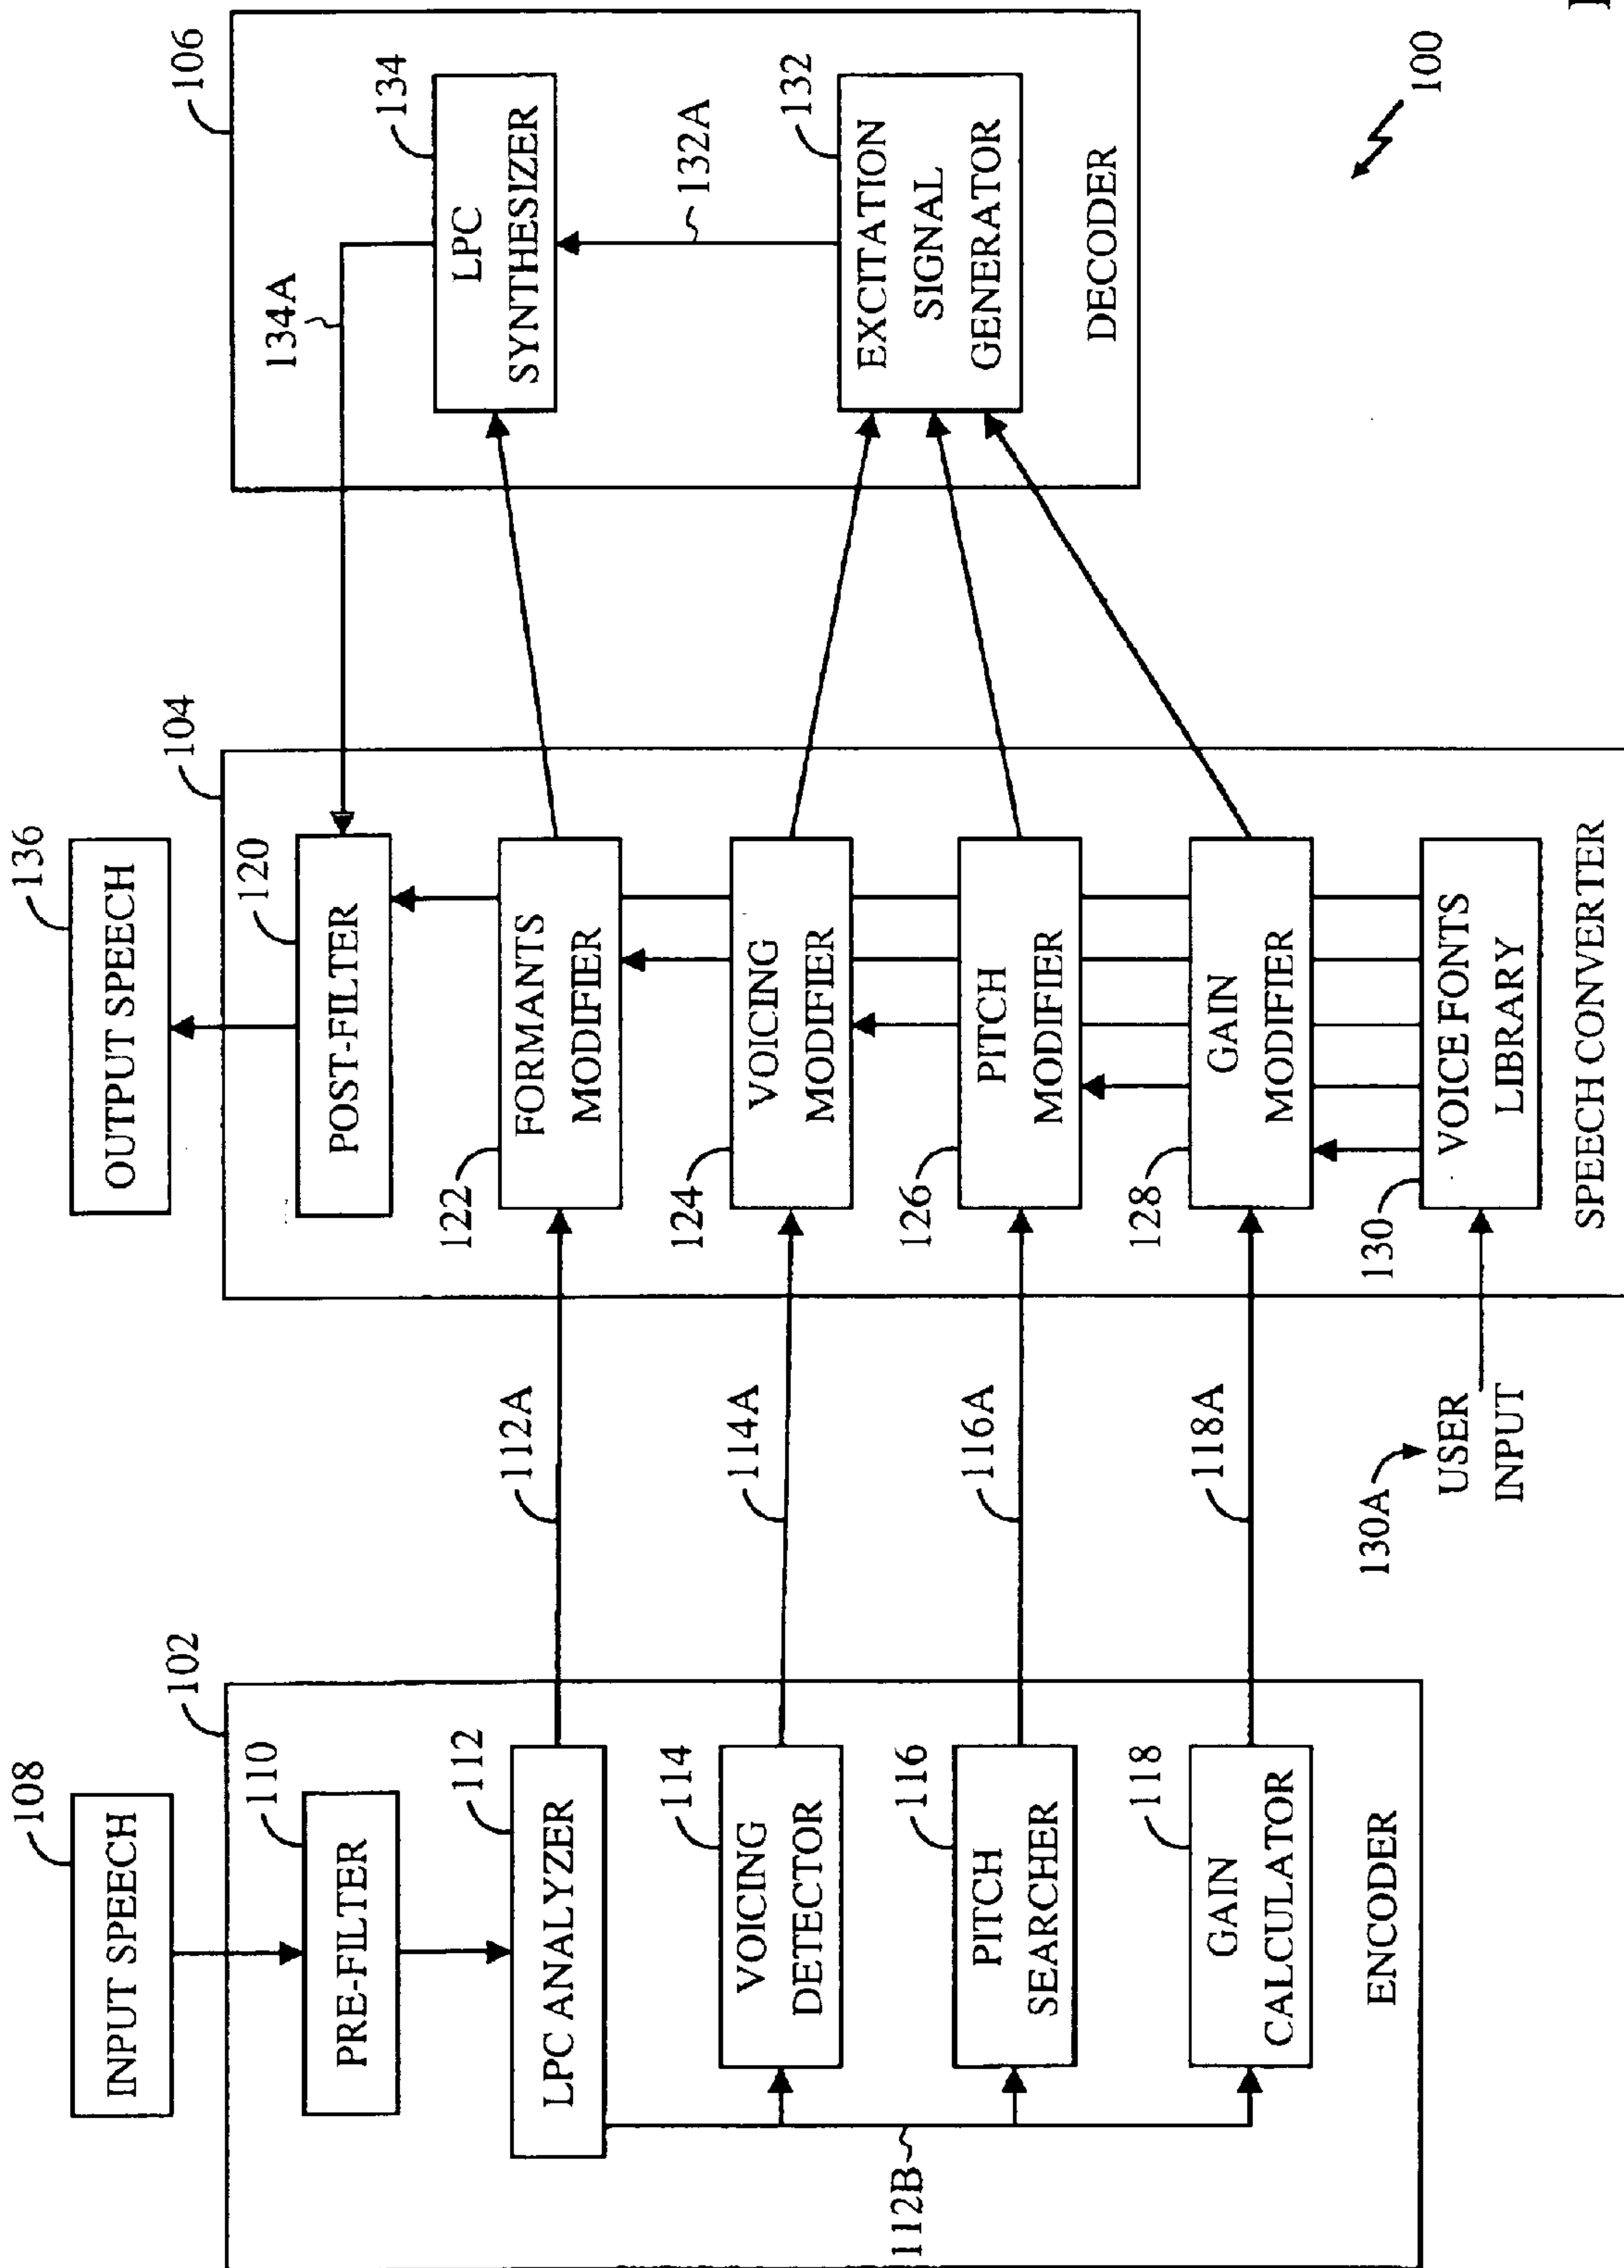 108
INPUT SPEECH
102
110
PRE-FILTER
112
LPC ANALYZER
112A
114
VOICING
DETECTOR
114A
116
PITCH
SEARCHER
116A
118
GAIN
CALCULATOR
118A
112B
ENCODER
136
OUTPUT SPEECH
104
120
POST-FILTER
122
FORMANTS
MODIFIER
124
VOICING
MODIFIER
126
PITCH
MODIFIER
128
GAIN
MODIFIER
130
VOICE FONTS
LIBRARY
130A
USER
INPUT
SPEECH CONVERTER
106
134A
134
LPC
SYNTHESIZER
132A
132
EXCITATION
SIGNAL
GENERATOR
DECODER
100